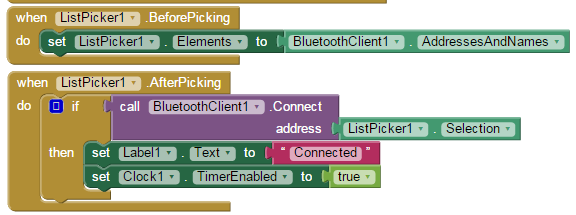 when ListPicker1 .BeforePicking
do set ListPicker1 . Elements to BluetoothClient1 . AddressesAndNames
when ListPicker1 .AfterPicking
do if call BluetoothClient1 .Connect
address ListPicker1 . Selection
then set Label1 . Text to “ Connected ”
set Clock1 . TimerEnabled to true